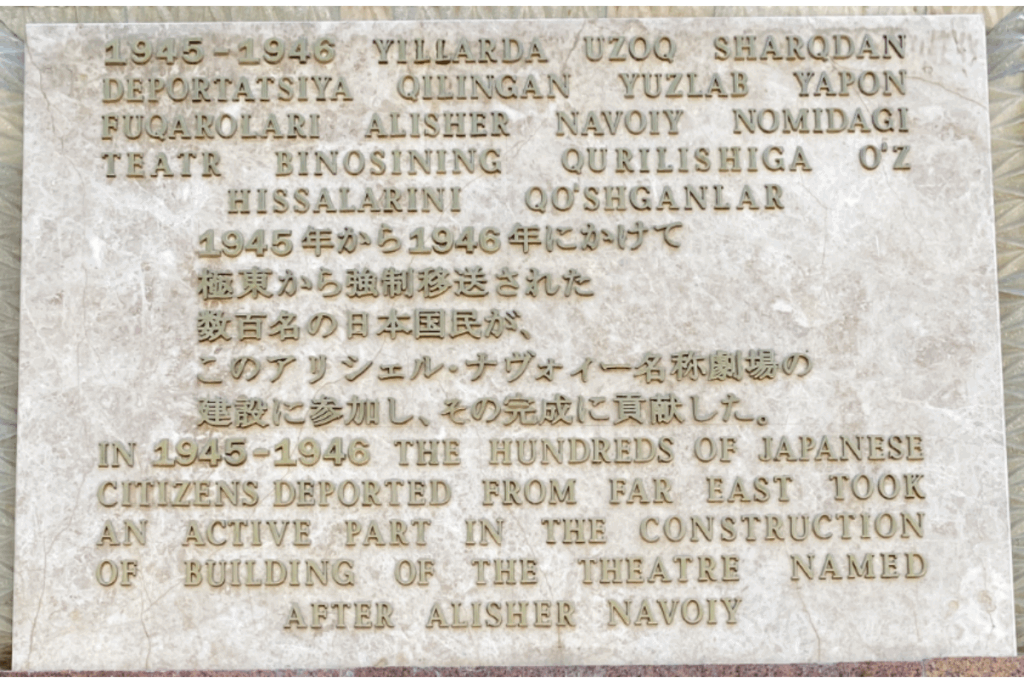 1945-1946 YILLARDA UZOQ SHARQDAN
DEPORTATSIYA QILINGAN YUZLAB YAPON
FUQAROLARI ALISHER NAVOIY NOMIDAGI
TEATR BINOSINING QURILISHIGA O'Z
HISSALARINI QO'SHGANLAR
1945年から1946年にかけて
極東から強制移送された
数百名の日本国民が、
このアリシェル・ナヴォィー名称劇場の
建設に参加し、その完成に貢献した。
IN 1945-1946 THE HUNDREDS OF JAPANESE
CITIZENS DEPORTED FROM FAR EAST TOOK
AN ACTIVE PART IN THE CONSTRUCTION
OF BUILDING OF THE THEATRE NAMED
AFTER ALISHER NAVOIY